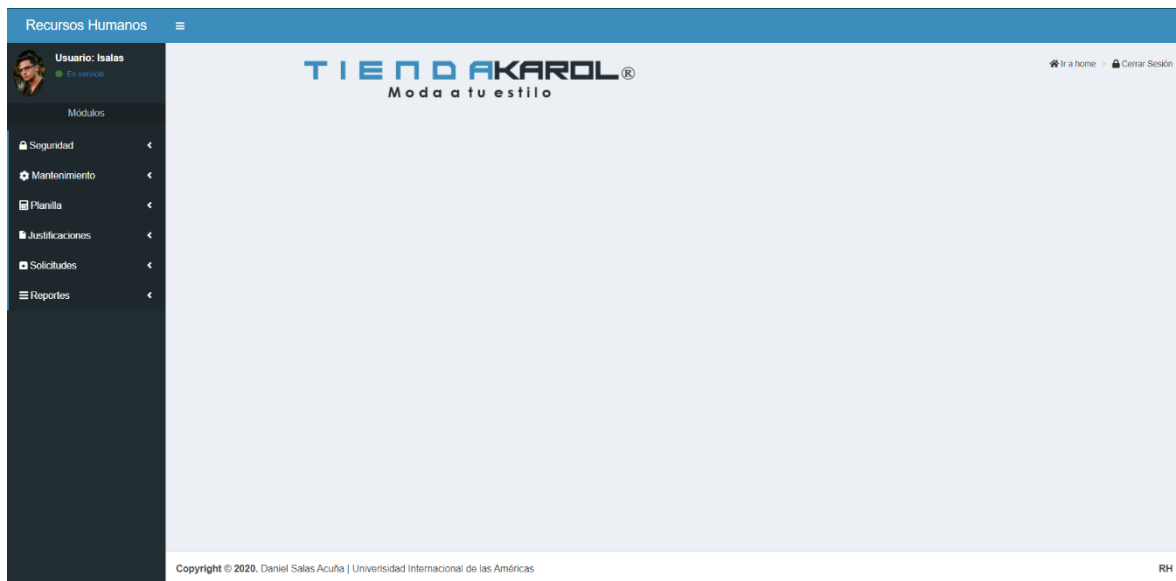 Recursos Humanos
Usuario: Isalas
En servicio
Módulos
Seguridad
Mantenimiento
Planilla
Justificaciones
Solicitudes
Reportes
TIENDAKAROL®
Moda a tu estilo
Ir a home > Cerrar Sesión
Copyright © 2020. Daniel Salas Acuña | Univerisidad Internacional de las Américas
RH